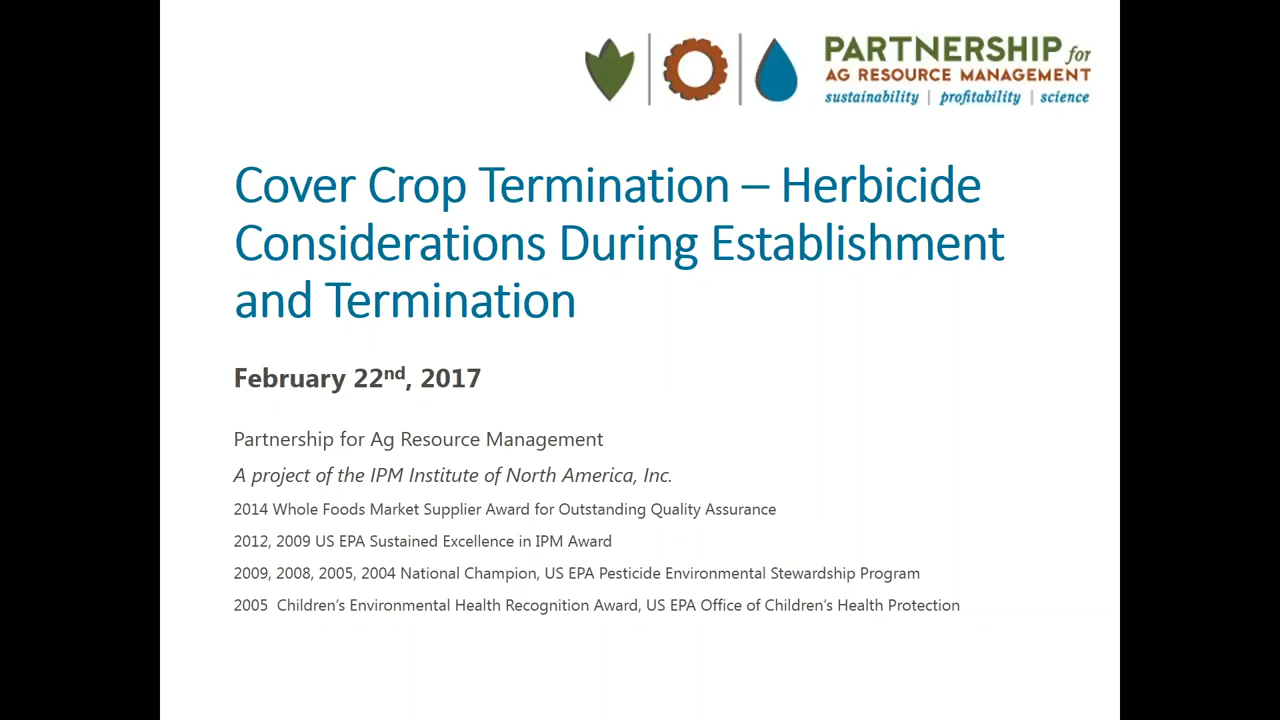 PARTNERSHIP for
AG RESOURCE MANAGEMENT
sustainability | profitability | science
Cover Crop Termination – Herbicide
Considerations During Establishment
and Termination
February 22nd, 2017
Partnership for Ag Resource Management
A project of the IPM Institute of North America, Inc.
2014 Whole Foods Market Supplier Award for Outstanding Quality Assurance
2012, 2009 US EPA Sustained Excellence in IPM Award
2009, 2008, 2005, 2004 National Champion, US EPA Pesticide Environmental Stewardship Program
2005  Children’s Environmental Health Recognition Award, US EPA Office of Children’s Health Protection